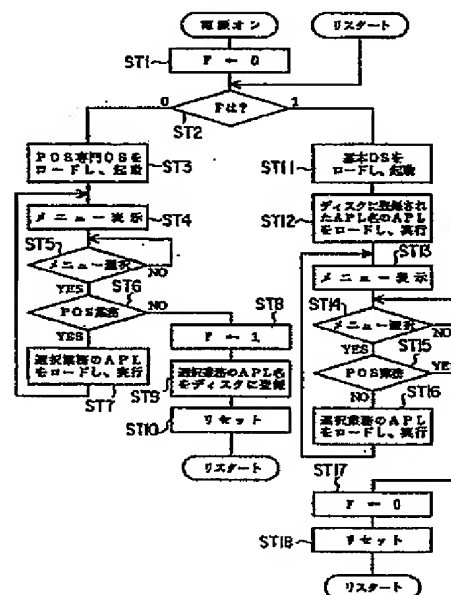 電源オン
リスタート
ST1
F ← 0
0
Fは?
1
ST2
POS専門OSを
ロードし、起動
ST3
ST11
基本OSを
ロードし、起動
メニュー表示
ST4
ST12
ディスクに登録され
たAPL名のAPL
をロードし、実行
ST5
メニュー選択
NO
YES
ST6
ST13
メニュー表示
POS業務
NO
YES
ST8
F ← 1
ST14
メニュー選択
NO
YES
ST15
選択業務のAPL
をロードし、実行
ST7
ST9
選択業務のAPL名
をディスクに登録
POS業務
YES
NO
ST16
ST10
リセット
選択業務のAPL
をロードし、実行
リスタート
ST17
F ← 0
ST18
リセット
リスタート